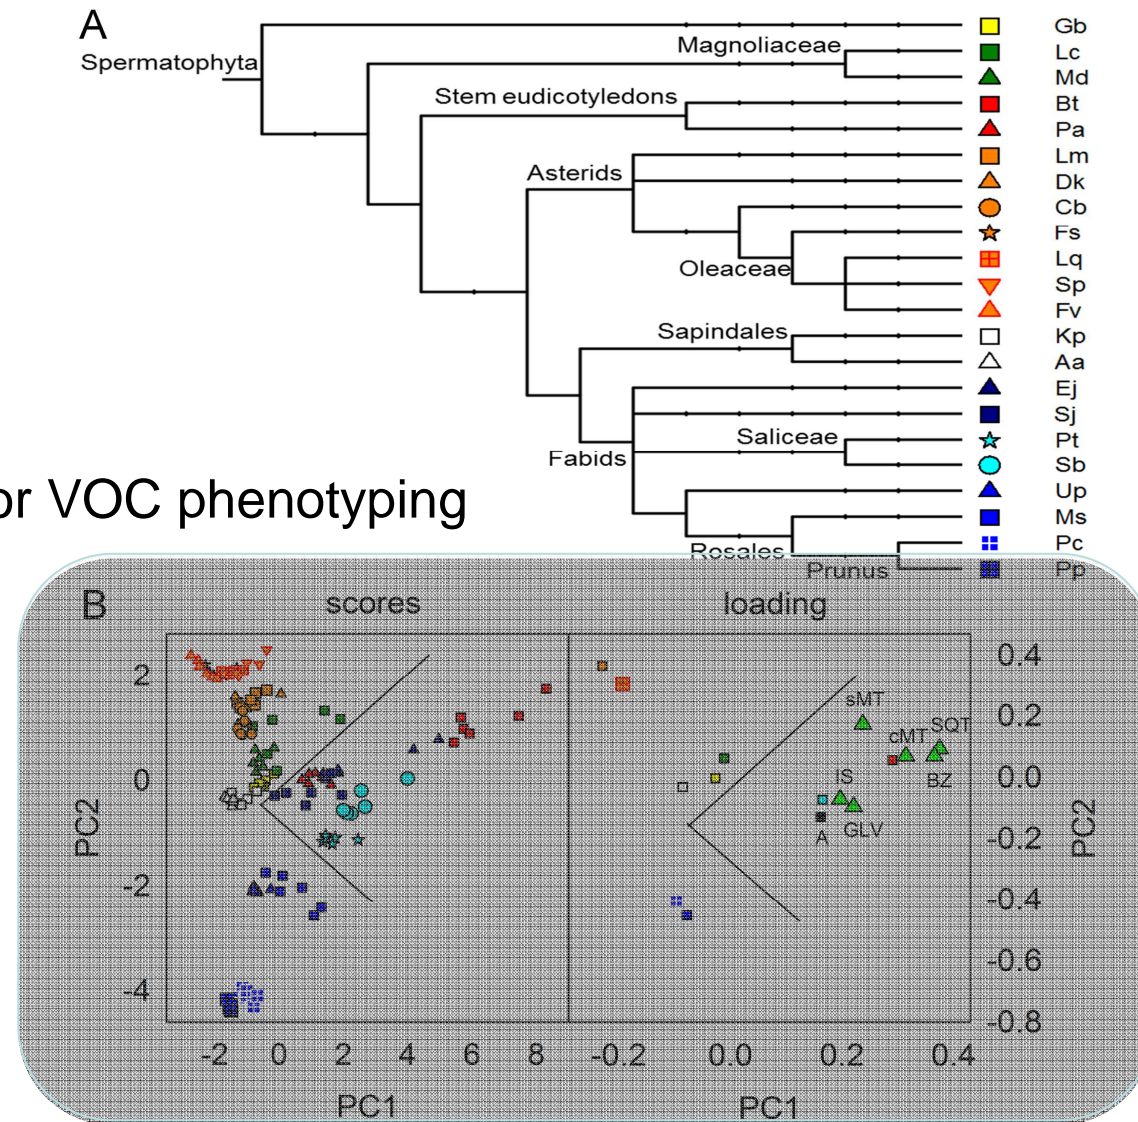 A
Spermatophyta
Magnoliaceae
Stem eudicotyledons
Asterids
Oleaceae
Sapindales
Saliceae
Fabids
Rosales
Prunus
Gb
Lc
Md
Bt
Pa
Lm
Dk
Cb
Fs
Lq
Sp
Fv
Kp
Aa
Ej
Sj
Pt
Sb
Up
Ms
Pc
Pp
or VOC phenotyping
B
scores
loading
2
0
-2
-4
PC2
sMT
SQT
cMT
BZ
IS
GLV
A
0.4
0.2
0.0
-0.2
-0.4
-0.6
-0.8
PC2
-2 0 2 4 6 8
-0.2 0.0 0.2 0.4
PC1
PC1